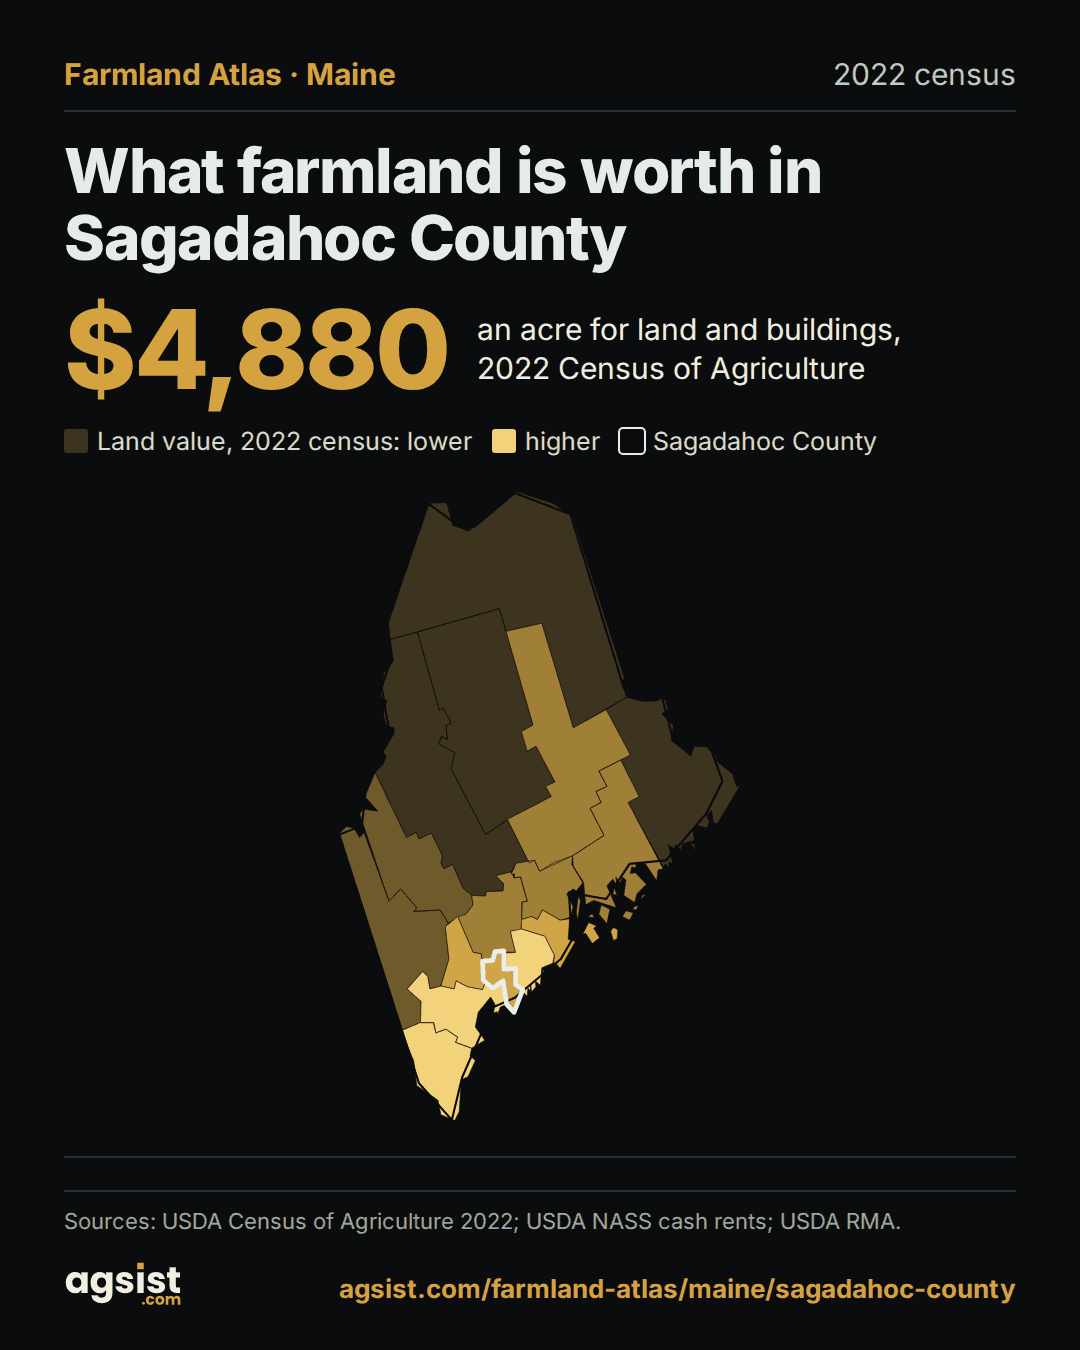 Farmland Atlas · Maine
2022 census
What farmland is worth in
Sagadahoc County
$4,880
an acre for land and buildings,
2022 Census of Agriculture
Land value, 2022 census: lower
higher
Sagadahoc County
Sources: USDA Census of Agriculture 2022; USDA NASS cash rents; USDA RMA.
agsist
.com
agsist.com/farmland-atlas/maine/sagadahoc-county